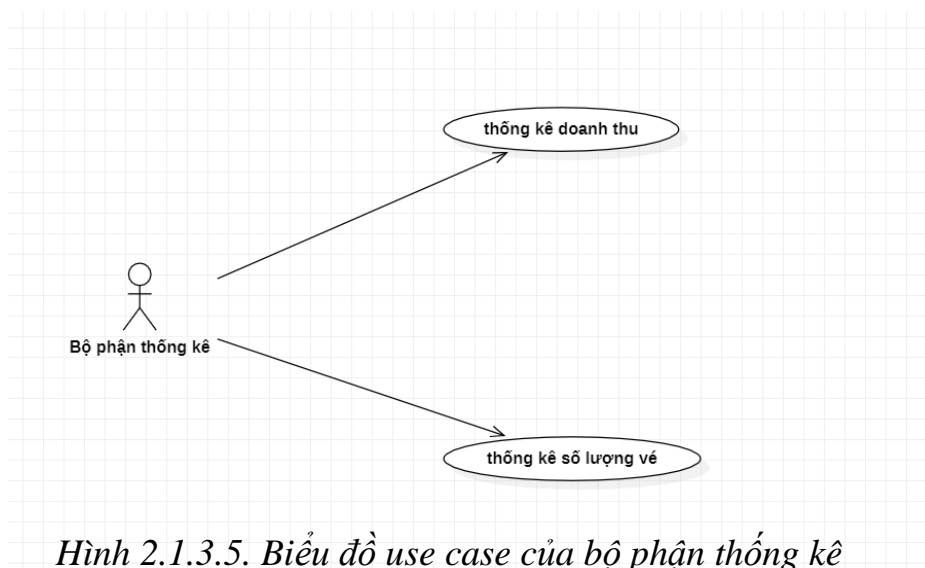 thống kê doanh thu
Bộ phận thống kê
thống kê số lượng vé
Hình 2.1.3.5. Biểu đồ use case của bộ phận thống kê